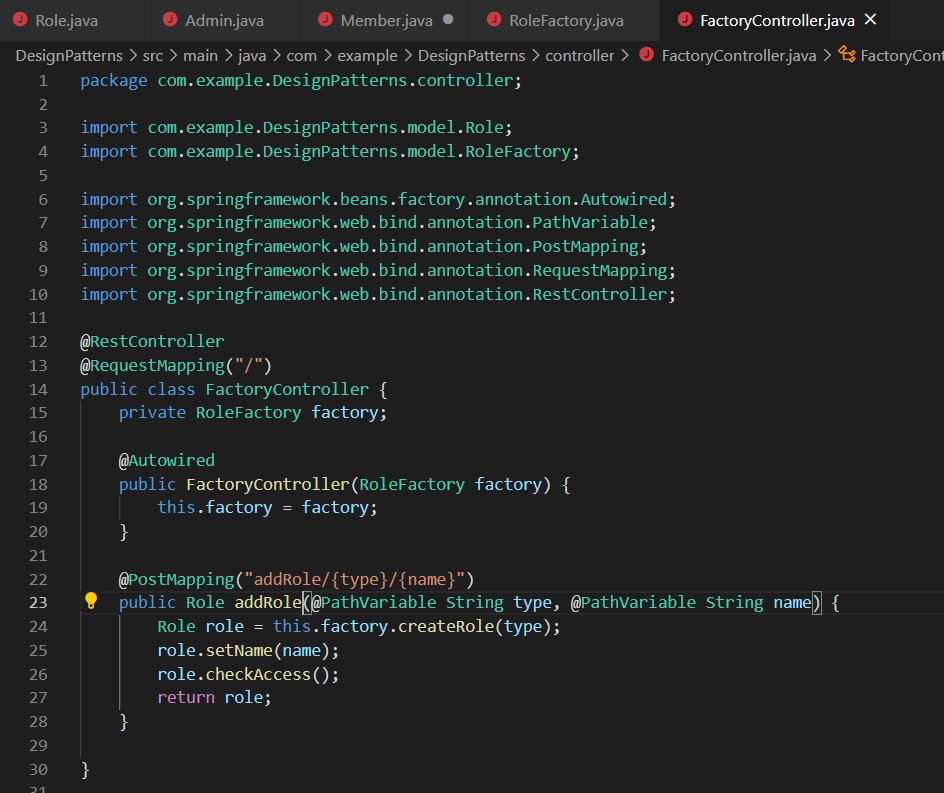 Role.java Admin.java Member.java RoleFactory.java FactoryController.java
DesignPatterns > src > main > java > com > example > DesignPatterns > controller > FactoryController.java > FactoryCont
1 package com.example.DesignPatterns.controller;
2
3 import com.example.DesignPatterns.model.Role;
4 import com.example.DesignPatterns.model.RoleFactory;
5
6 import org.springframework.beans.factory.annotation.Autowired;
7 import org.springframework.web.bind.annotation.PathVariable;
8 import org.springframework.web.bind.annotation.PostMapping;
9 import org.springframework.web.bind.annotation.RequestMapping;
10 import org.springframework.web.bind.annotation.RestController;
11
12 @RestController
13 @RequestMapping("/")
14 public class FactoryController {
15     private RoleFactory factory;
16
17     @Autowired
18     public FactoryController(RoleFactory factory) {
19         this.factory = factory;
20     }
21
22     @PostMapping("addRole/{type}/{name}")
23     public Role addRole(@PathVariable String type, @PathVariable String name) {
24         Role role = this.factory.createRole(type);
25         role.setName(name);
26         role.checkAccess();
27         return role;
28     }
29
30 }
31